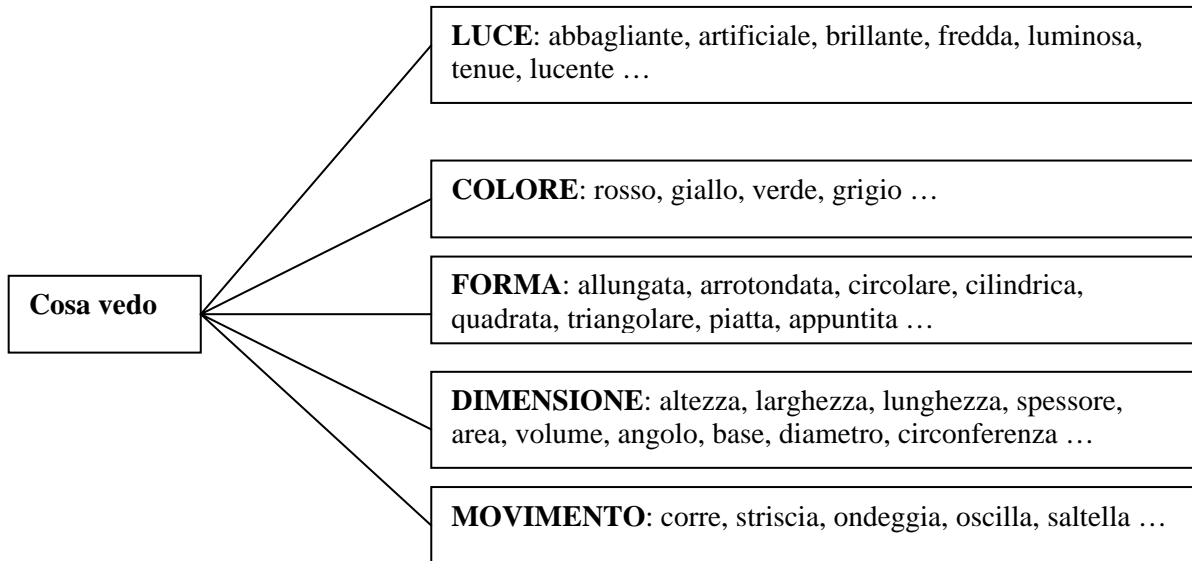 LUCE: abbagliante, artificiale, brillante, fredda, luminosa,
tenue, lucente …
COLORE: rosso, giallo, verde, grigio …
Cosa vedo
FORMA: allungata, arrotondata, circolare, cilindrica,
quadrata, triangolare, piatta, appuntita …
DIMENSIONE: altezza, larghezza, lunghezza, spessore,
area, volume, angolo, base, diametro, circonferenza …
MOVIMENTO: corre, striscia, ondeggia, oscilla, saltella …